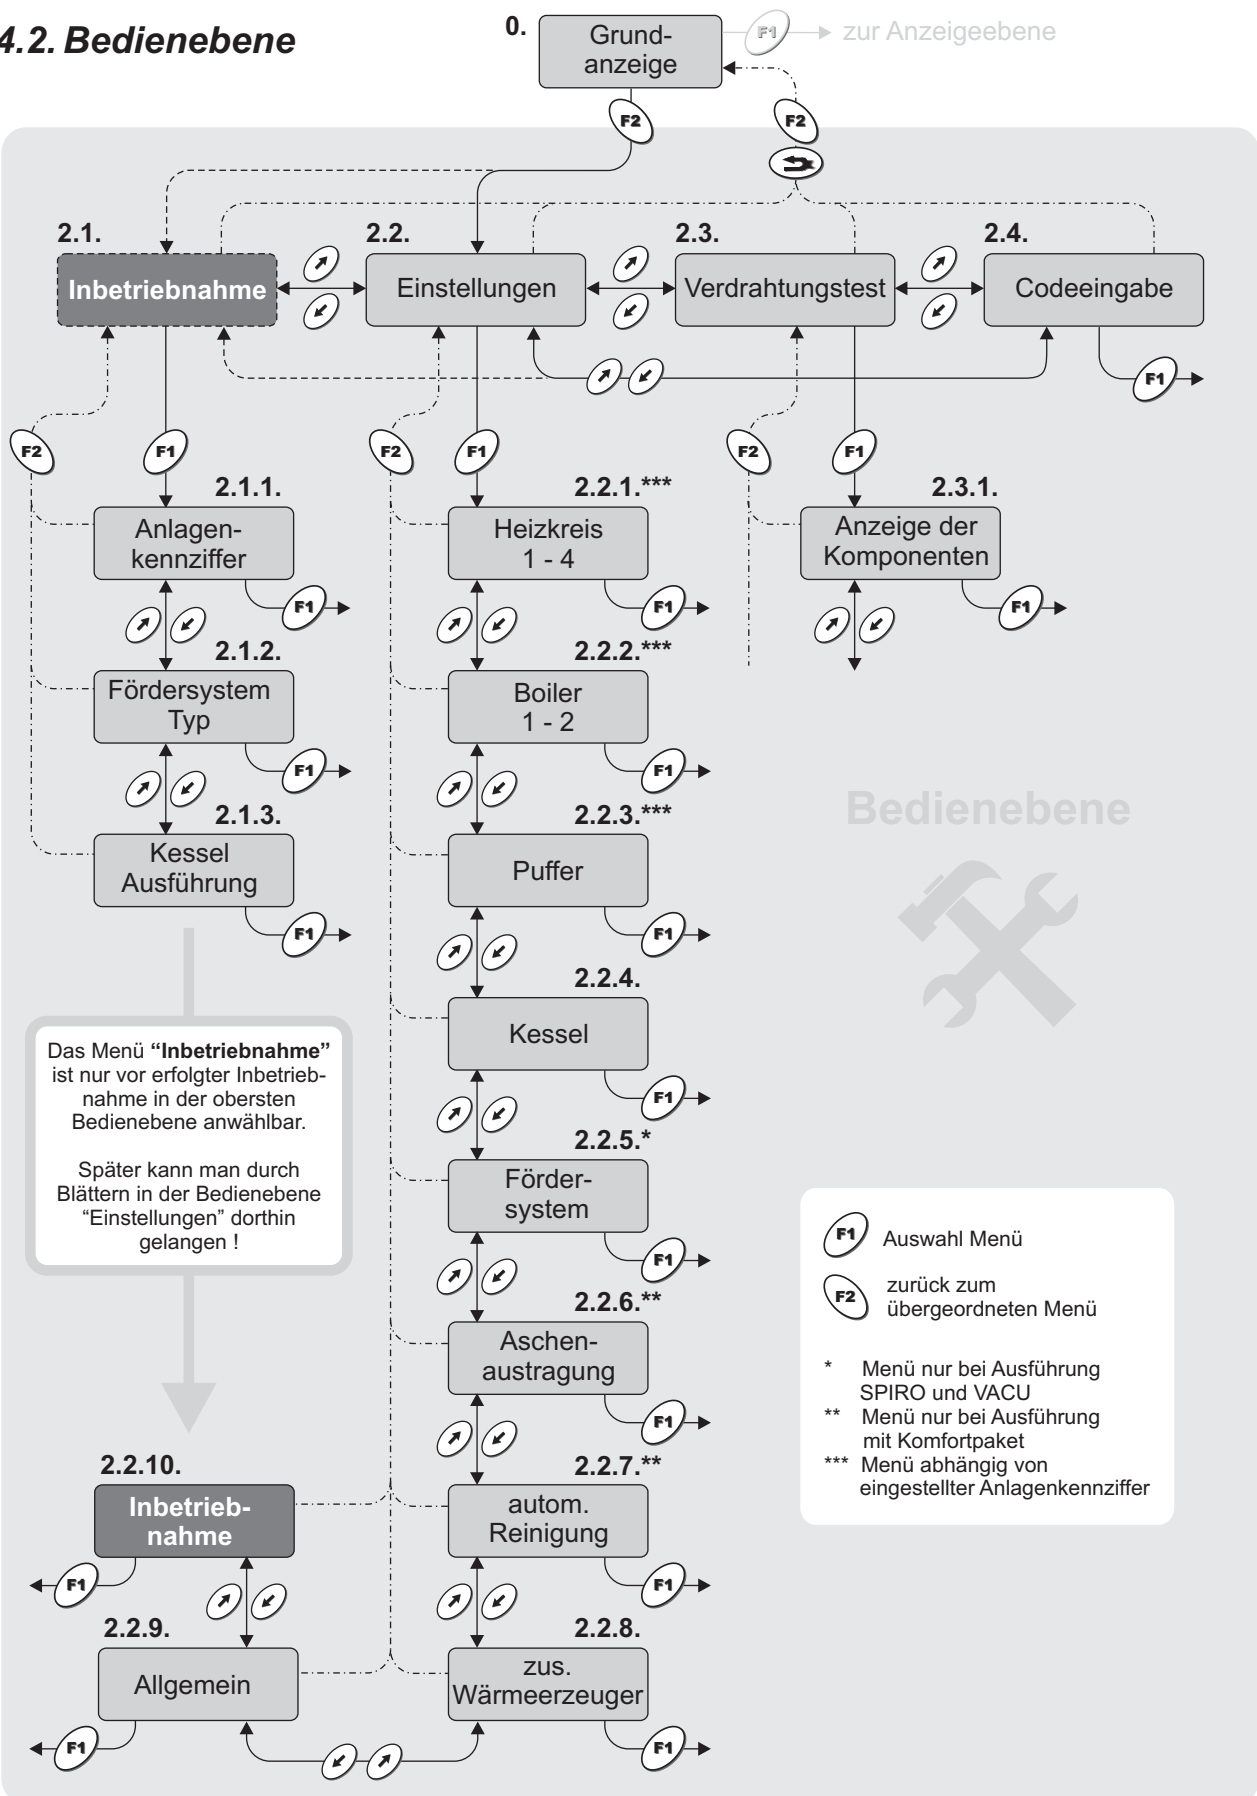 4.2. Bedienebene
0.
Grund-
anzeige
F1
zur Anzeigeebene
F2
F2
2.1.
2.2.
2.3.
2.4.
Inbetriebnahme
Einstellungen
Verdrahtungstest
Codeeingabe
F1
F2
F1
F2
F1
F2
F1
2.1.1.
2.2.1.***
2.3.1.
Anlagen-
kennziffer
Heizkreis
1 - 4
Anzeige der
Komponenten
F1
F1
F1
2.1.2.
2.2.2.***
Fördersystem
Typ
Boiler
1 - 2
F1
F1
2.1.3.
2.2.3.***
Kessel
Ausführung
Puffer
Bedienebene
F1
F1
2.2.4.
Kessel
F1
Das Menü “Inbetriebnahme”
ist nur vor erfolgter Inbetrieb-
nahme in der obersten
Bedienebene anwählbar.
Später kann man durch
Blättern in der Bedienebene
“Einstellungen” dorthin
gelangen !
2.2.5.*
Förder-
system
F1
2.2.6.**
Aschen-
austragung
F1
F1 Auswahl Menü
F2 zurück zum
übergeordneten Menü
* Menü nur bei Ausführung
SPIRO und VACU
** Menü nur bei Ausführung
mit Komfortpaket
*** Menü abhängig von
eingestellter Anlagenkennziffer
2.2.10.
2.2.7.**
Inbetrieb-
nahme
autom.
Reinigung
F1
F1
2.2.9.
2.2.8.
Allgemein
zus.
Wärmeerzeuger
F1
F1